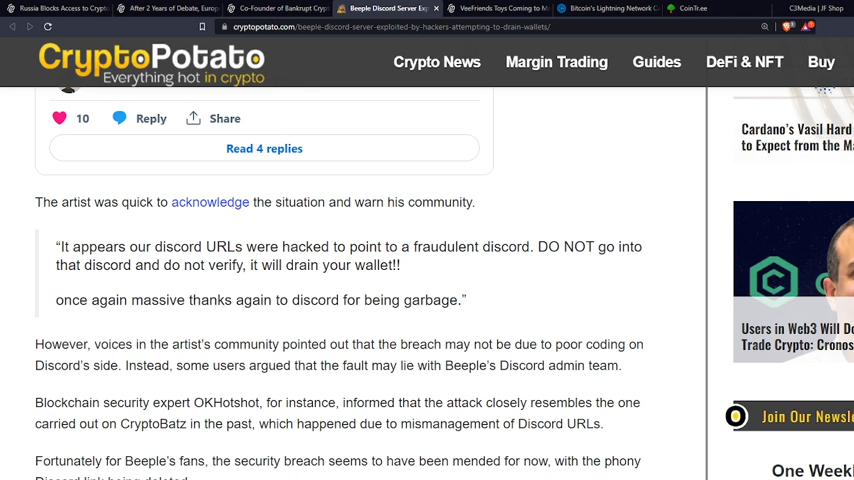 Russia Blocks Access to Crypto
After 2 Years of Debate, Europ
Co-Founder of Bankrupt Crypt
Beeple Discord Server Exp
VeeFriends Toys Coming to M
Bitcoin's Lightning Network C
CoinTr.ee
C3Media | JF Shop
cryptopotato.com/beeple-discord-server-exploited-by-hackers-attempting-to-drain-wallets/
CryptoPotato
Everything hot in crypto
Crypto News
Margin Trading
Guides
DeFi & NFT
Buy
10
Reply
Share
Read 4 replies
The artist was quick to acknowledge the situation and warn his community.
“It appears our discord URLs were hacked to point to a fraudulent discord. DO NOT go into
that discord and do not verify, it will drain your wallet!!
once again massive thanks again to discord for being garbage.”
However, voices in the artist’s community pointed out that the breach may not be due to poor coding on
Discord’s side. Instead, some users argued that the fault may lie with Beeple’s Discord admin team.
Blockchain security expert OKHotshot, for instance, informed that the attack closely resembles the one
carried out on CryptoBatz in the past, which happened due to mismanagement of Discord URLs.
Fortunately for Beeple’s fans, the security breach seems to have been mended for now, with the phony
Discord link being deleted.
Cardano’s Vasil Hard
to Expect from the Ma
Users in Web3 Will De
Trade Crypto: Cronos
Join Our Newsle
One Weekl